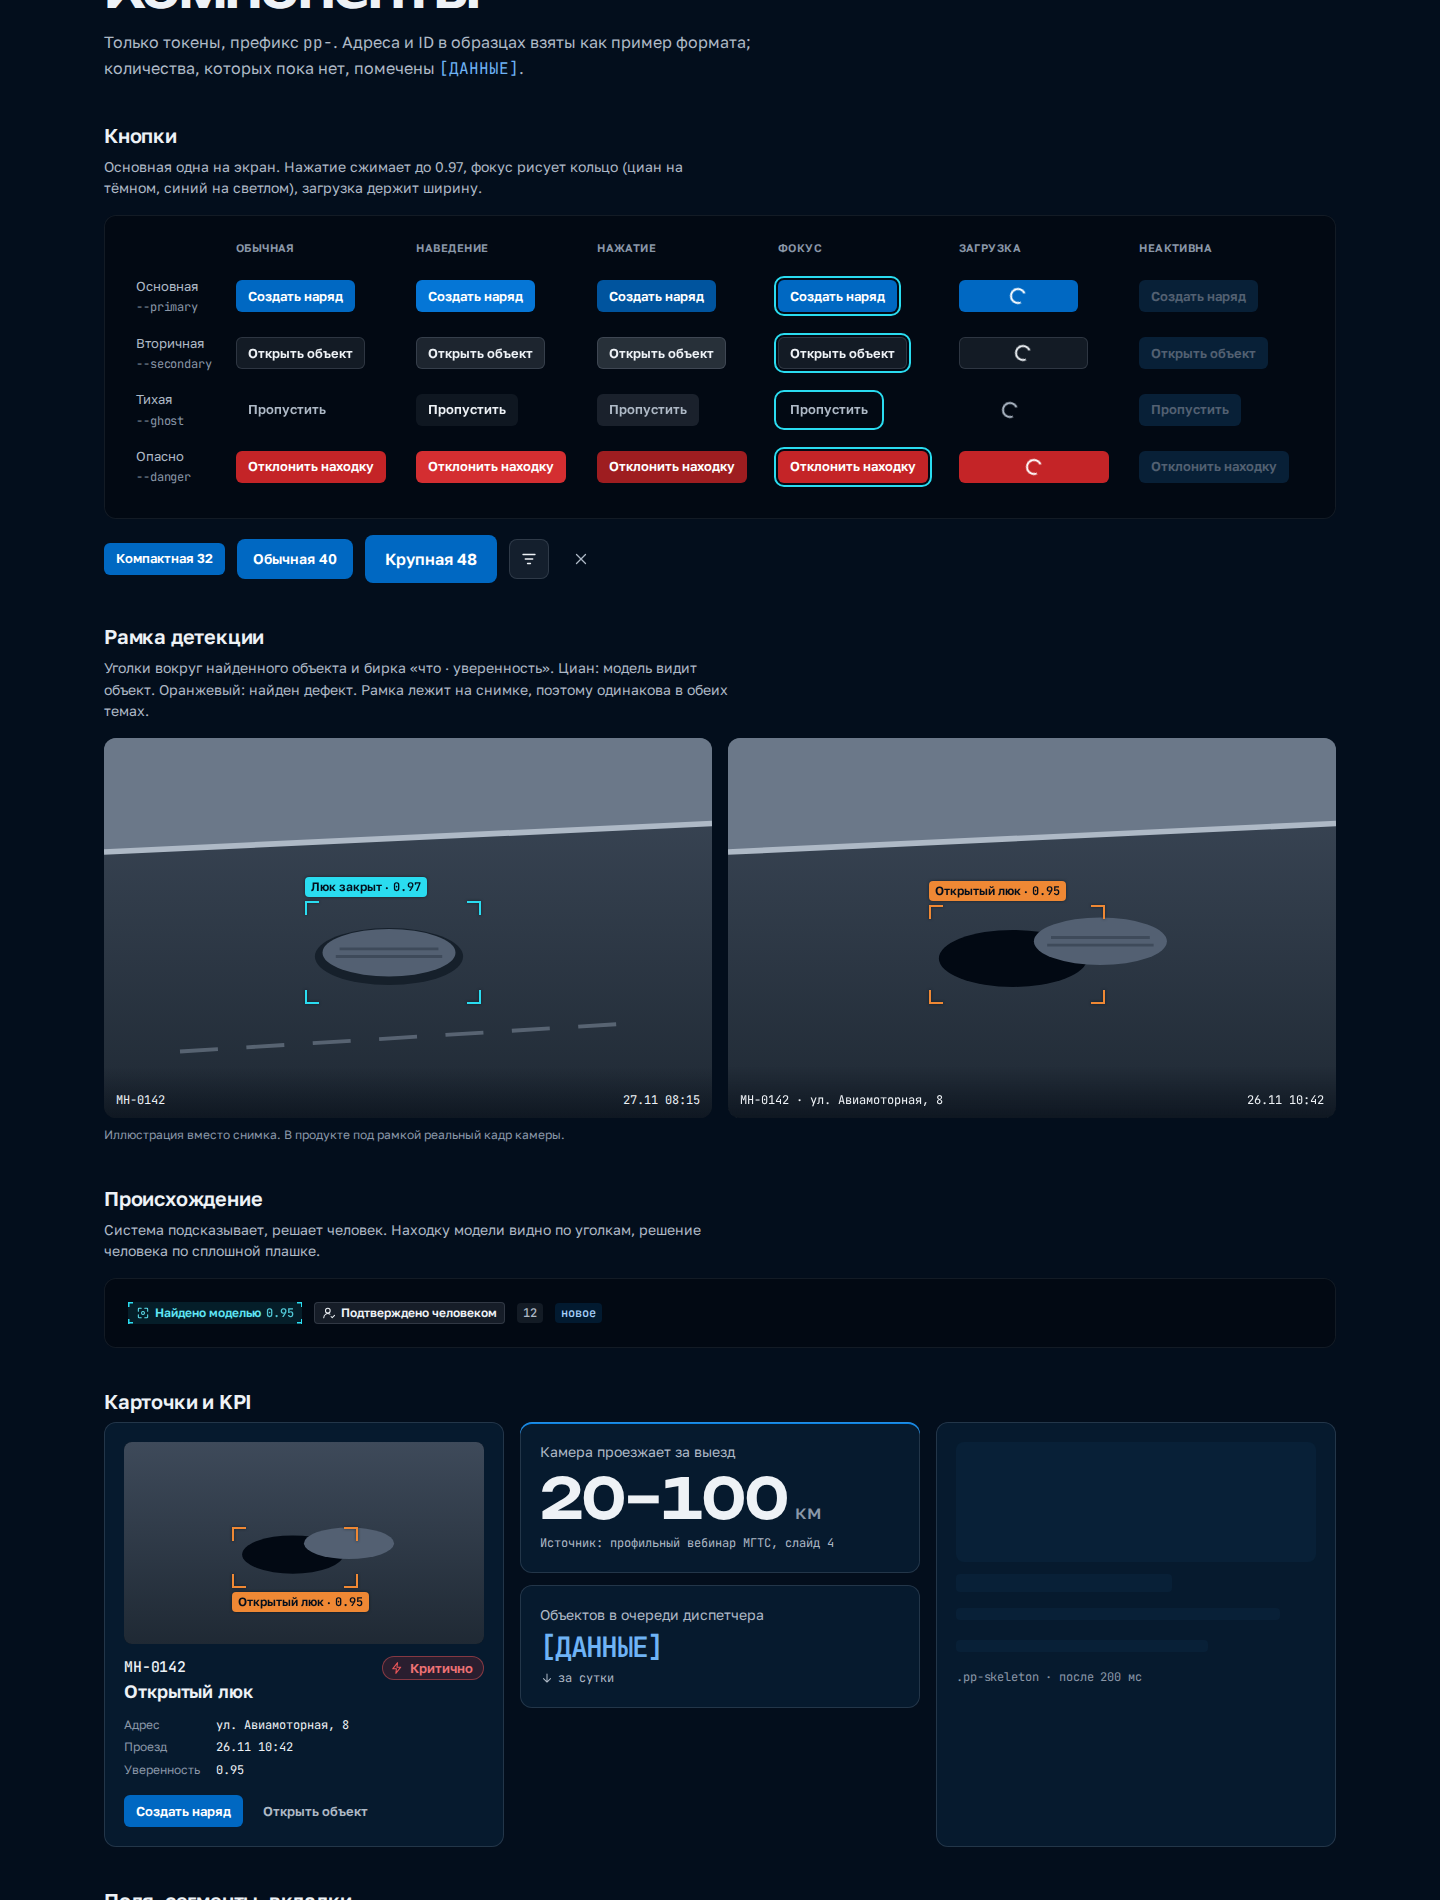 Компоненты
Только токены, префикс pp-. Адреса и ID в образцах взяты как пример формата;
количества, которых пока нет, помечены [ДАННЫЕ].
Кнопки
Основная одна на экран. Нажатие сжимает до 0.97, фокус рисует кольцо (циан на
тёмном, синий на светлом), загрузка держит ширину.
ОБЫЧНАЯ НАВЕДЕНИЕ НАЖАТИЕ ФОКУС ЗАГРУЗКА НЕАКТИВНА
Основная
--primary
Создать наряд Создать наряд Создать наряд Создать наряд Создать наряд
Вторичная
--secondary
Открыть объект Открыть объект Открыть объект Открыть объект Открыть объект
Тихая
--ghost
Пропустить Пропустить Пропустить Пропустить Пропустить
Опасно
--danger
Отклонить находку Отклонить находку Отклонить находку Отклонить находку Отклонить находку
Компактная 32 Обычная 40 Крупная 48
Рамка детекции
Уголки вокруг найденного объекта и бирка «что · уверенность». Циан: модель видит
объект. Оранжевый: найден дефект. Рамка лежит на снимке, поэтому одинакова в обеих
темах.
Люк закрыт · 0.97
MH-0142 27.11 08:15
Открытый люк · 0.95
MH-0142 · ул. Авиамоторная, 8 26.11 10:42
Иллюстрация вместо снимка. В продукте под рамкой реальный кадр камеры.
Происхождение
Система подсказывает, решает человек. Находку модели видно по уголкам, решение
человека по сплошной плашке.
Найдено моделью 0.95 Подтверждено человеком 12 новое
Карточки и KPI
Открытый люк · 0.95
MH-0142 Критично
Открытый люк
Адрес ул. Авиамоторная, 8
Проезд 26.11 10:42
Уверенность 0.95
Создать наряд Открыть объект
Камера проезжает за выезд
20–100 км
Источник: профильный вебинар МГТС, слайд 4
Объектов в очереди диспетчера
[ДАННЫЕ]
↓ за сутки
.pp-skeleton · после 200 мс
Поля, сегменты, вкладки